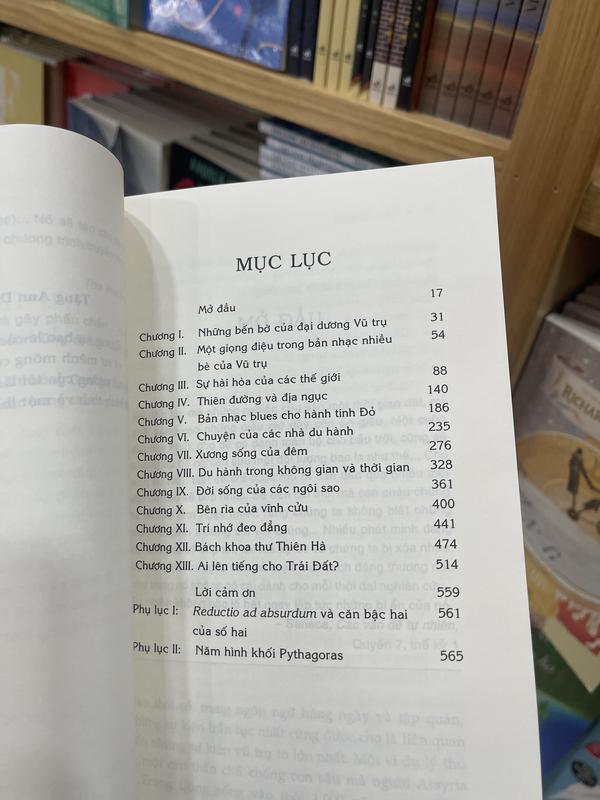 MỤC LỤC
Mở đầu 17
Chương I. Những bến bờ của đại dương Vũ trụ 31
Chương II. Một giọng điệu trong bản nhạc nhiều 54
bè của Vũ trụ
Chương III. Sự hài hòa của các thế giới 88
Chương IV. Thiên đường và địa ngục 140
Chương V. Bản nhạc blues cho hành tinh Đỏ 186
Chương VI. Chuyện của các nhà du hành 235
Chương VII. Xương sống của đêm 276
Chương VIII. Du hành trong không gian và thời gian 328
Chương IX. Đời sống của các ngôi sao 361
Chương X. Bên rìa của vĩnh cửu 400
Chương XI. Trí nhớ đeo đẳng 441
Chương XII. Bách khoa thư Thiên Hà 474
Chương XIII. Ai lên tiếng cho Trái Đất? 514
Lời cảm ơn 559
Phụ lục I: Reductio ad absurdum và căn bậc hai 561
của số hai
Phụ lục II: Năm hình khối Pythagoras 565